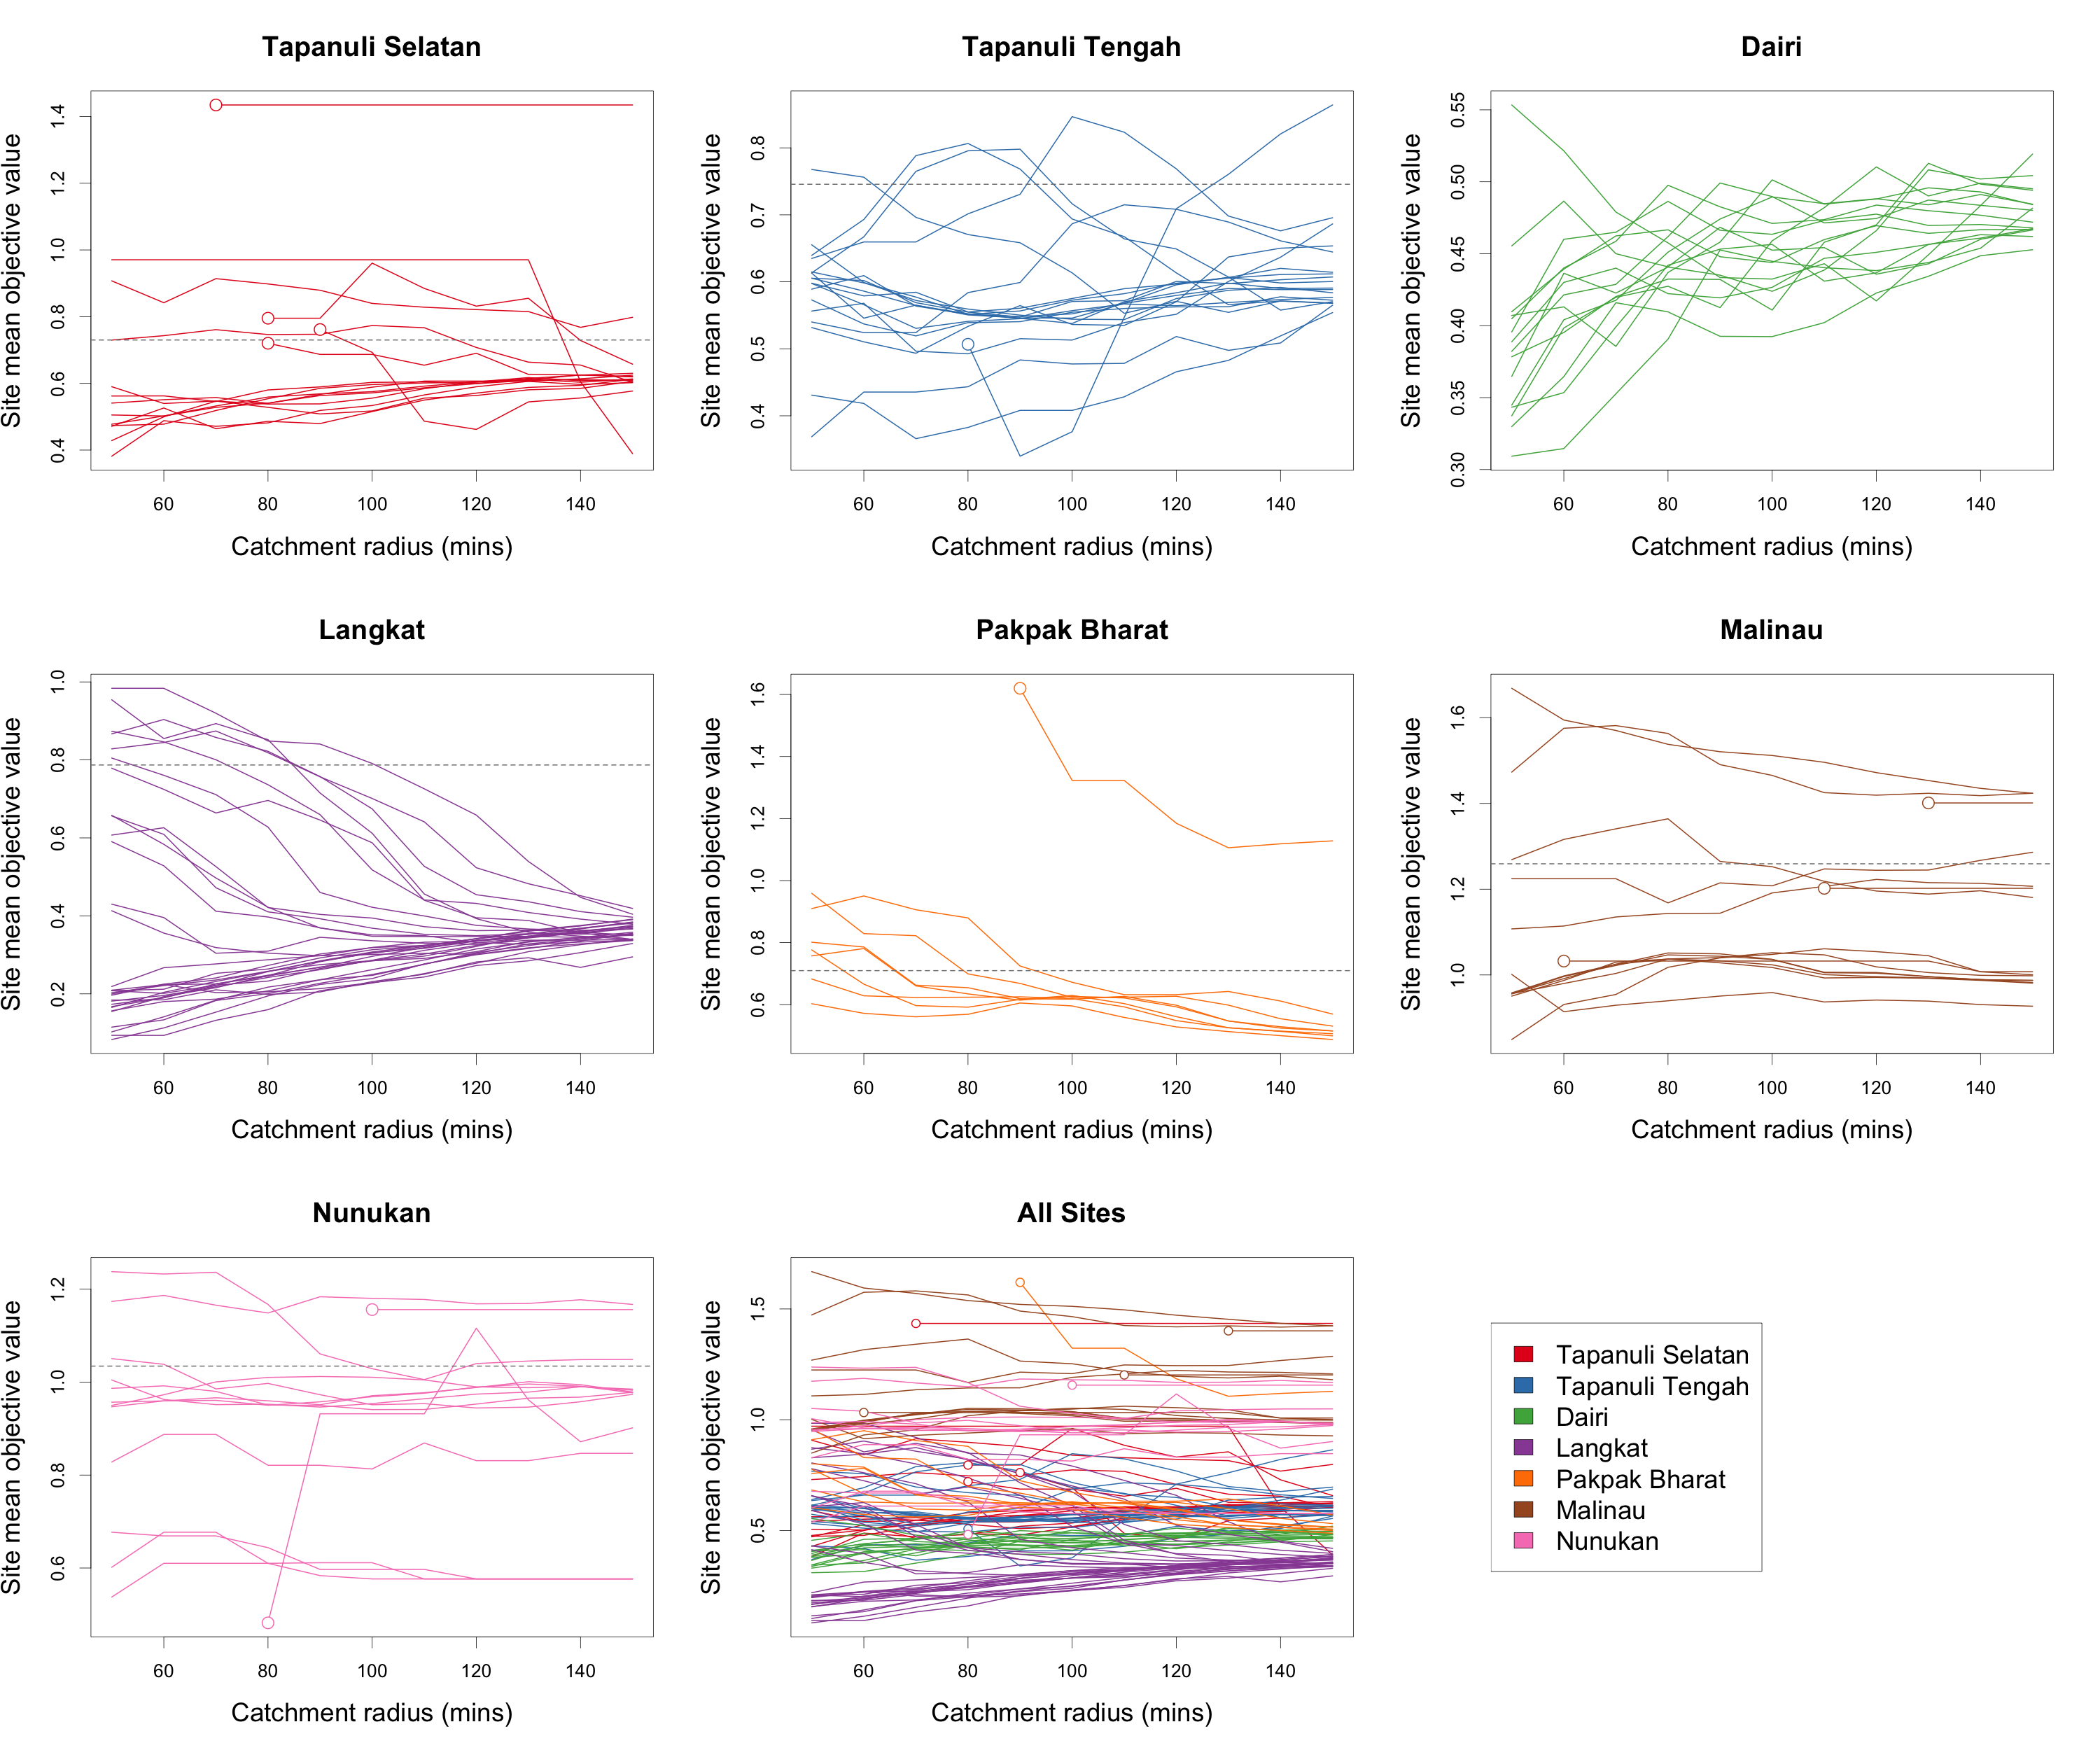 Tapanuli Selatan
Site mean objective value
0.4 0.6 0.8 1.0 1.2 1.4
60 80 100 120 140
Catchment radius (mins)
Tapanuli Tengah
Site mean objective value
0.4 0.5 0.6 0.7 0.8
60 80 100 120 140
Catchment radius (mins)
Dairi
Site mean objective value
0.30 0.35 0.40 0.45 0.50 0.55
60 80 100 120 140
Catchment radius (mins)
Langkat
Site mean objective value
0.2 0.4 0.6 0.8 1.0
60 80 100 120 140
Catchment radius (mins)
Pakpak Bharat
Site mean objective value
0.6 0.8 1.0 1.2 1.4 1.6
60 80 100 120 140
Catchment radius (mins)
Malinau
Site mean objective value
1.0 1.2 1.4 1.6
60 80 100 120 140
Catchment radius (mins)
Nunukan
Site mean objective value
0.6 0.8 1.0 1.2
60 80 100 120 140
Catchment radius (mins)
All Sites
Site mean objective value
0.5 1.0 1.5
60 80 100 120 140
Catchment radius (mins)
Tapanuli Selatan
Tapanuli Tengah
Dairi
Langkat
Pakpak Bharat
Malinau
Nunukan